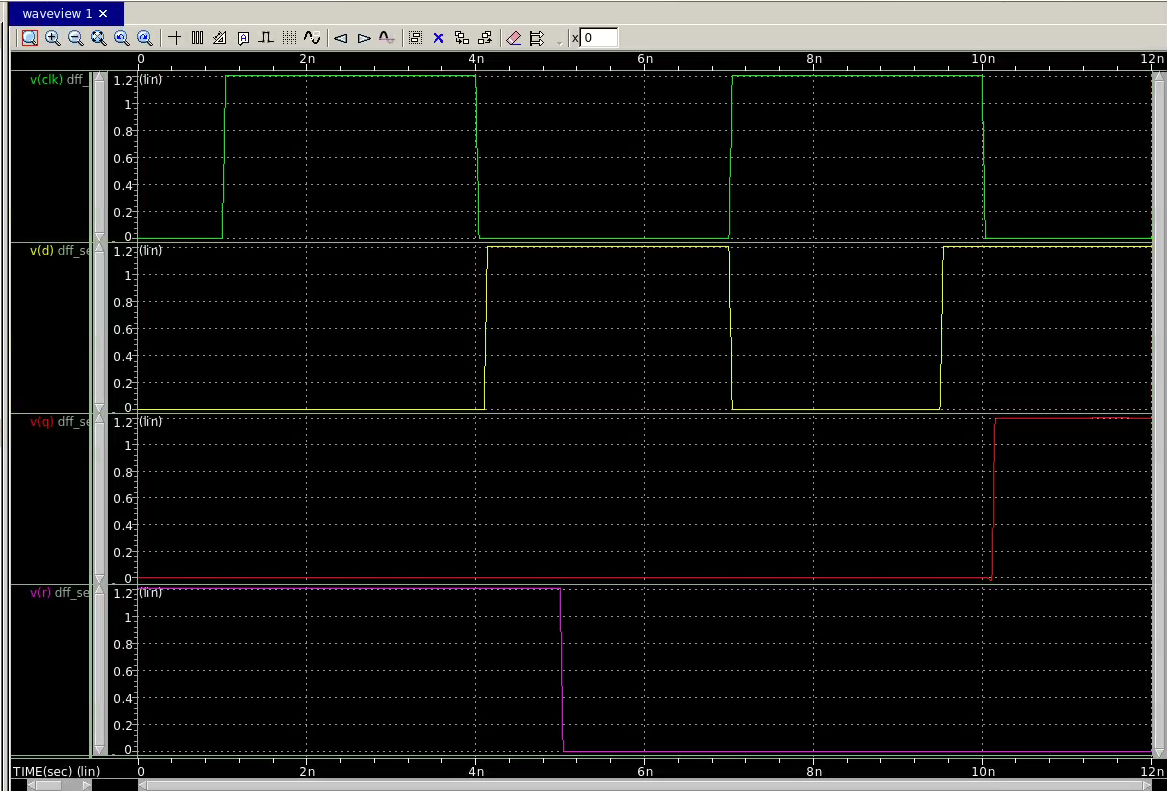 waveview 1 ×
x 0
0 2n 4n 6n 8n 10n 12n
v(clk) dff_
1.2 (lin)
1
0.8
0.6
0.4
0.2
0
v(d) dff_se
1.2 (lin)
1
0.8
0.6
0.4
0.2
0
v(q) dff_se
1.2 (lin)
1
0.8
0.6
0.4
0.2
0
v(r) dff_se
1.2 (lin)
1
0.8
0.6
0.4
0.2
0
TIME(sec) (lin) 0 2n 4n 6n 8n 10n 12n